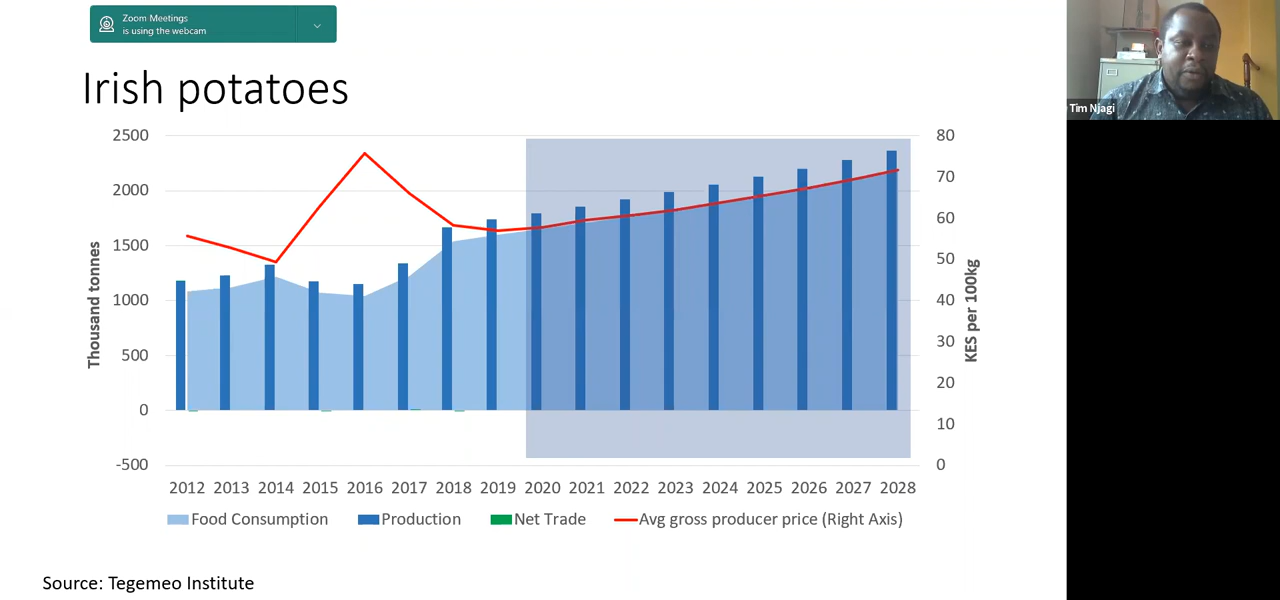 Zoom Meetings
is using the webcam
Irish potatoes
Tim Njagi
2500
2000
1500
1000
500
0
-500
Thousand tonnes
80
70
60
50
40
30
20
10
0
KES per 100kg
2012 2013 2014 2015 2016 2017 2018 2019 2020 2021 2022 2023 2024 2025 2026 2027 2028
Food Consumption Production Net Trade Avg gross producer price (Right Axis)
Source: Tegemeo Institute